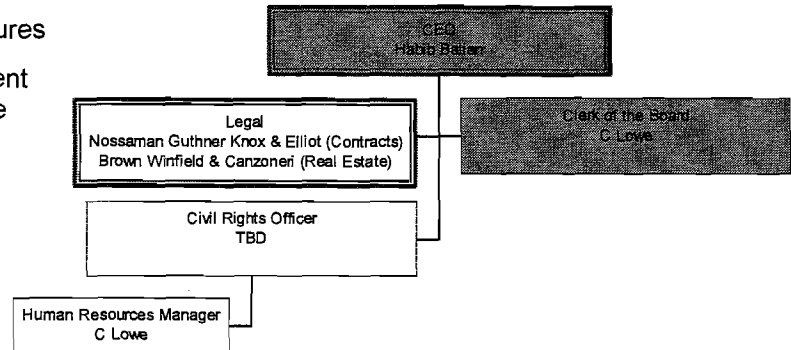 ures
ent
e
CEO
Habib
Legal
Nossaman Guthner Knox & Elliot (Contracts)
Brown Winfield & Canzoneri (Real Estate)
Clerk of the Board
C Lowe
Civil Rights Officer
TBD
Human Resources Manager
C Lowe